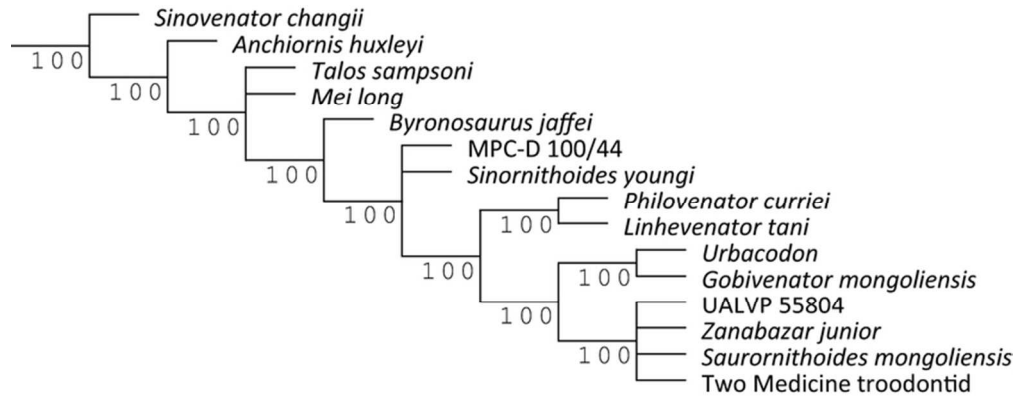 Sinovenator changii
100
Anchiornis huxleyi
100
Talos sampsoni
Mei long
100
Byronosaurus jaffei
MPC-D 100/44
100
Sinornithoides youngi
Philovenator curriei
100
100
Linhevenator tani
Urbacodon
100
100
Gobivenator mongoliensis
UALVP 55804
100
Zanabazar junior
Saurornithoides mongoliensis
100
Two Medicine troodontid